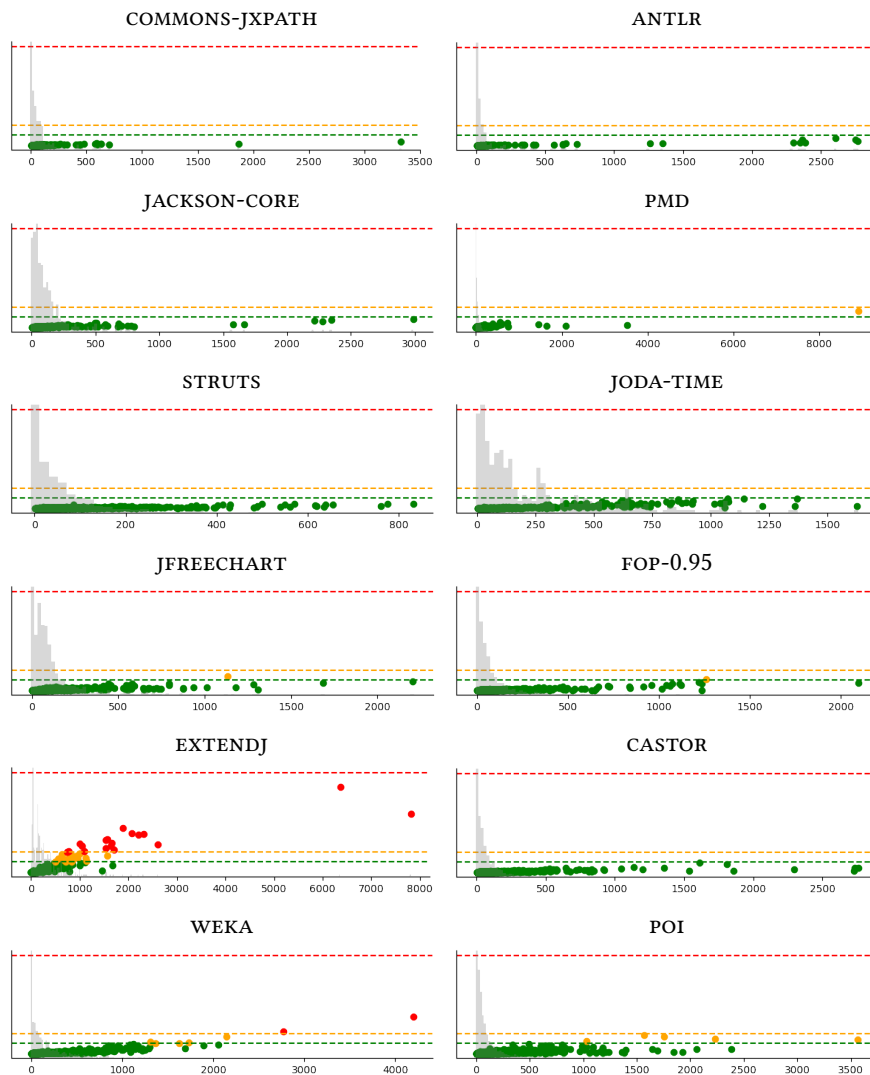 COMMONS-JXPATH
0 500 1000 1500 2000 2500 3000 3500
ANTLR
0 500 1000 1500 2000 2500
JACKSON-CORE
0 500 1000 1500 2000 2500 3000
PMD
0 2000 4000 6000 8000
STRUTS
0 200 400 600 800
JODA-TIME
0 250 500 750 1000 1250 1500
JFREECHART
0 500 1000 1500 2000
FOP-0.95
0 500 1000 1500 2000
EXTENDJ
0 1000 2000 3000 4000 5000 6000 7000 8000
CASTOR
0 500 1000 1500 2000 2500
WEKA
0 1000 2000 3000 4000
POI
0 500 1000 1500 2000 2500 3000 3500